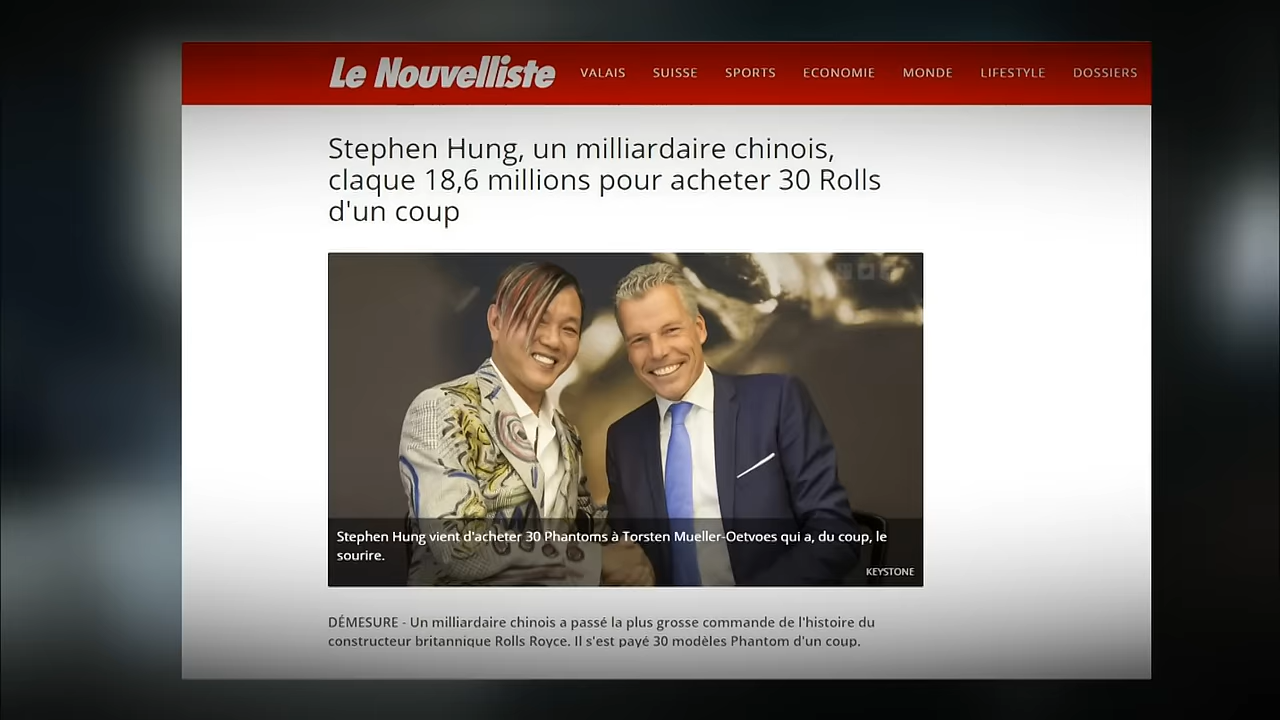 Le Nouvelliste
VALAIS SUISSE SPORTS ECONOMIE MONDE LIFESTYLE DOSSIERS
Stephen Hung, un milliardaire chinois,
claque 18,6 millions pour acheter 30 Rolls
d'un coup
Stephen Hung vient d'acheter 30 Phantoms à Torsten Mueller-Oetvoes qui a, du coup, le
sourire.
KEYSTONE
DÉMESURE - Un milliardaire chinois a passé la plus grosse commande de l'histoire du
constructeur britannique Rolls Royce. Il s'est payé 30 modèles Phantom d'un coup.